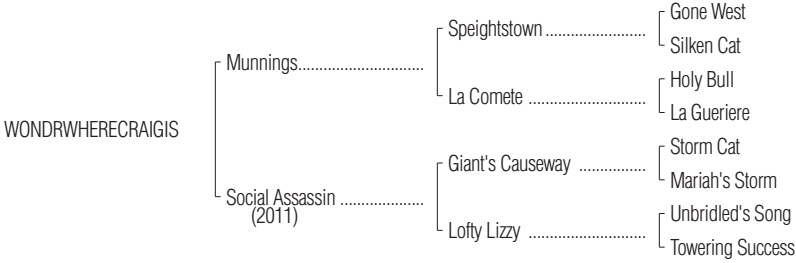 Gone West
Speightstown
Silken Cat
Munnings
Holy Bull
La Comete
La Gueriere
WONDRWHERECRAIGIS
Storm Cat
Giant's Causeway
Mariah's Storm
Social Assassin
(2011)
Unbridled's Song
Lofty Lizzy
Towering Success